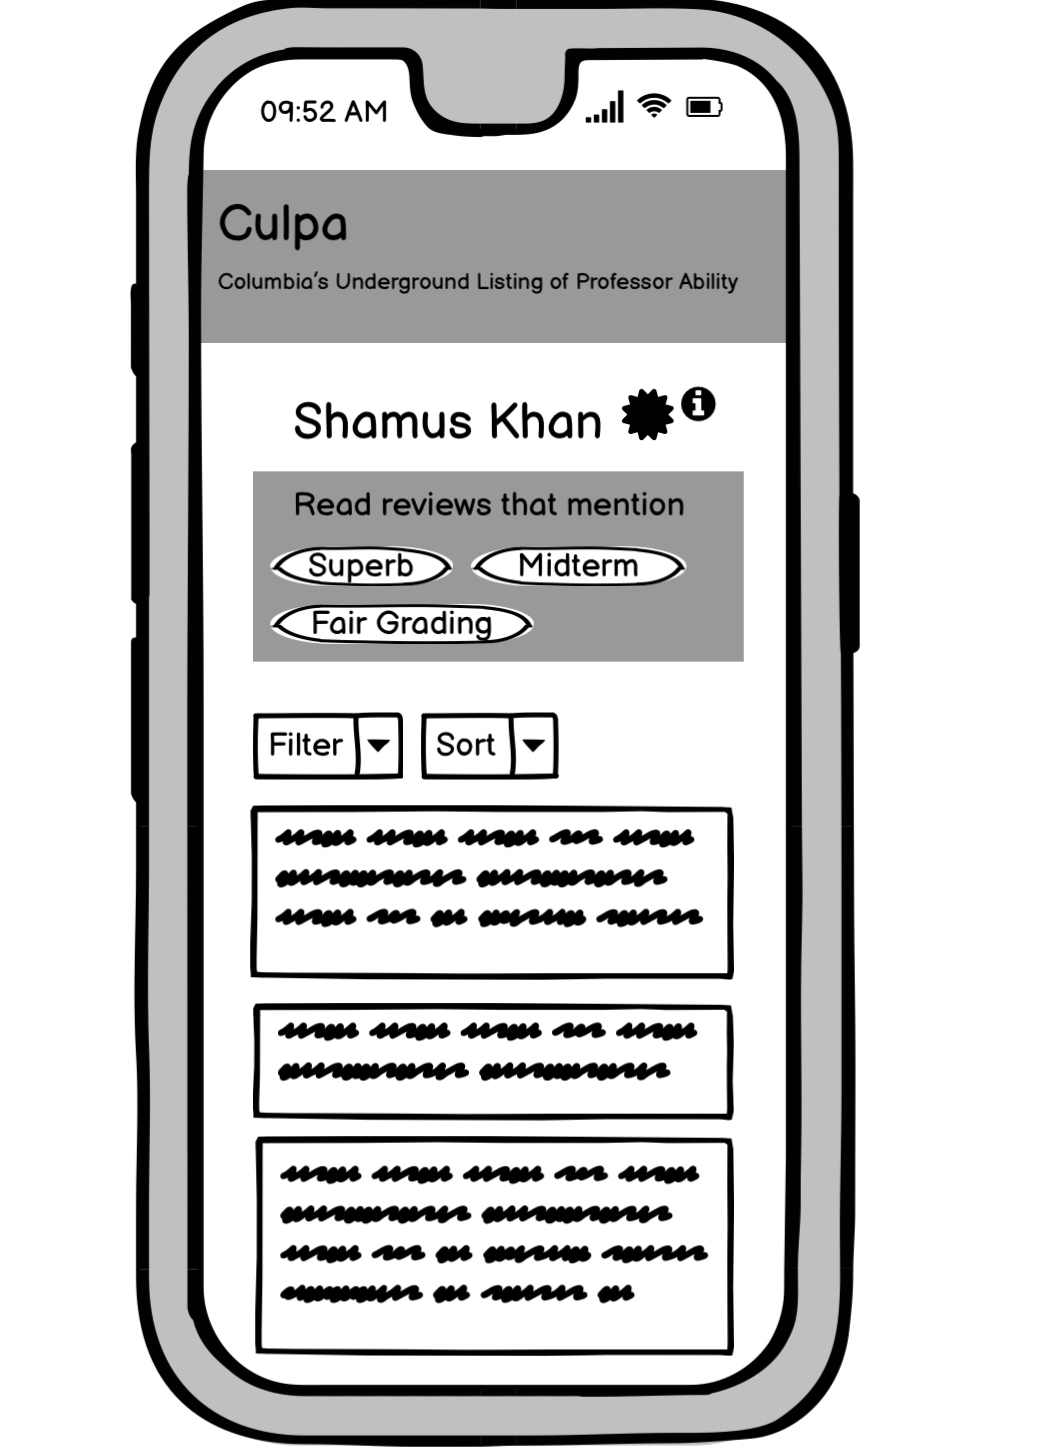 09:52 AM
Culpa
Columbia's Underground Listing of Professor Ability
Shamus Khan
Read reviews that mention
Superb Midterm
Fair Grading
Filter Sort